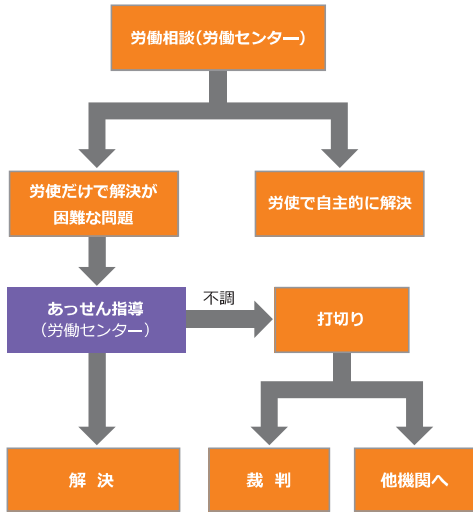 労働相談(労働センター)
労使だけで解決が
困難な問題
労使で自主的に解決
あっせん指導
(労働センター)
不調
打切り
解 決
裁 判
他機関へ